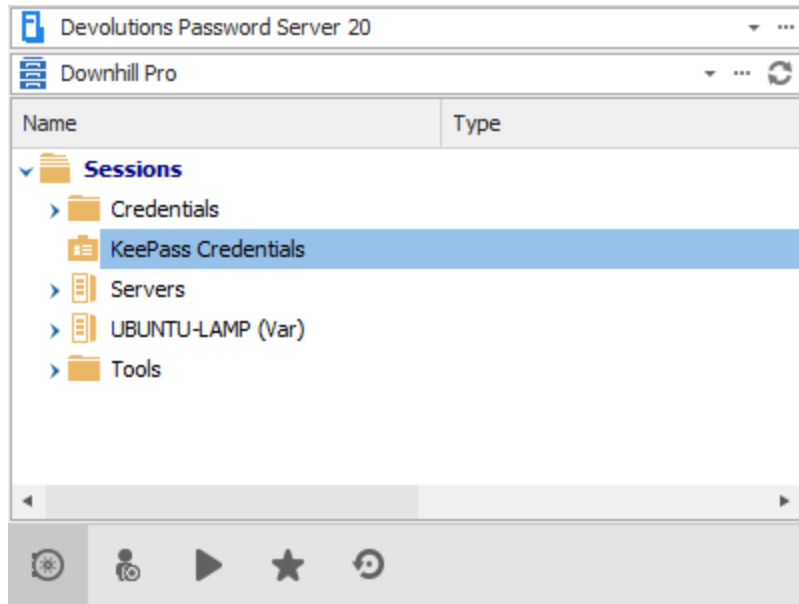 Devolutions Password Server 20
Downhill Pro
Name Type
Sessions
Credentials
KeePass Credentials
Servers
UBUNTU-LAMP (Var)
Tools